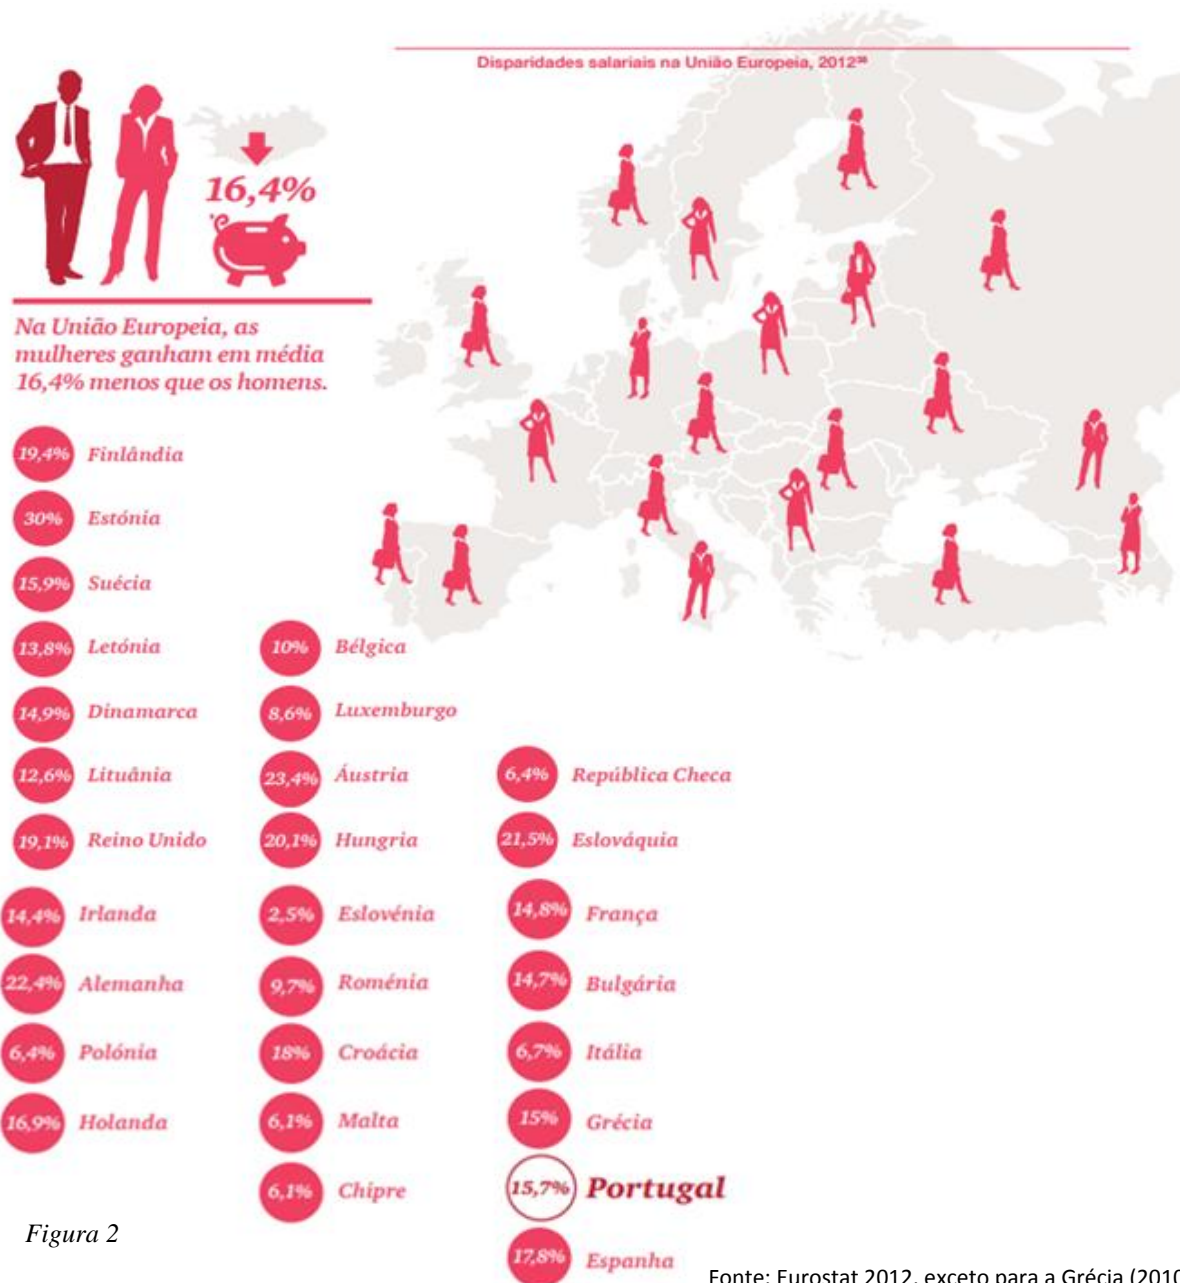 Disparidades salariais na União Europeia, 2012³⁸
16,4%
Na União Europeia, as
mulheres ganham em média
16,4% menos que os homens.
19,4% Finlândia
30% Estónia
15,9% Suécia
13,8% Letónia
14,9% Dinamarca
12,6% Lituânia
19,1% Reino Unido
14,4% Irlanda
22,4% Alemanha
6,4% Polónia
16,9% Holanda
10% Bélgica
8,6% Luxemburgo
23,4% Áustria
20,1% Hungria
2,5% Eslovénia
9,7% Roménia
18% Croácia
6,1% Malta
6,1% Chipre
6,4% República Checa
21,5% Eslováquia
14,8% França
14,7% Bulgária
6,7% Itália
15% Grécia
15,7% Portugal
17,8% Espanha
Figura 2
Fonte: Eurostat 2012, exceto para a Grécia (2010